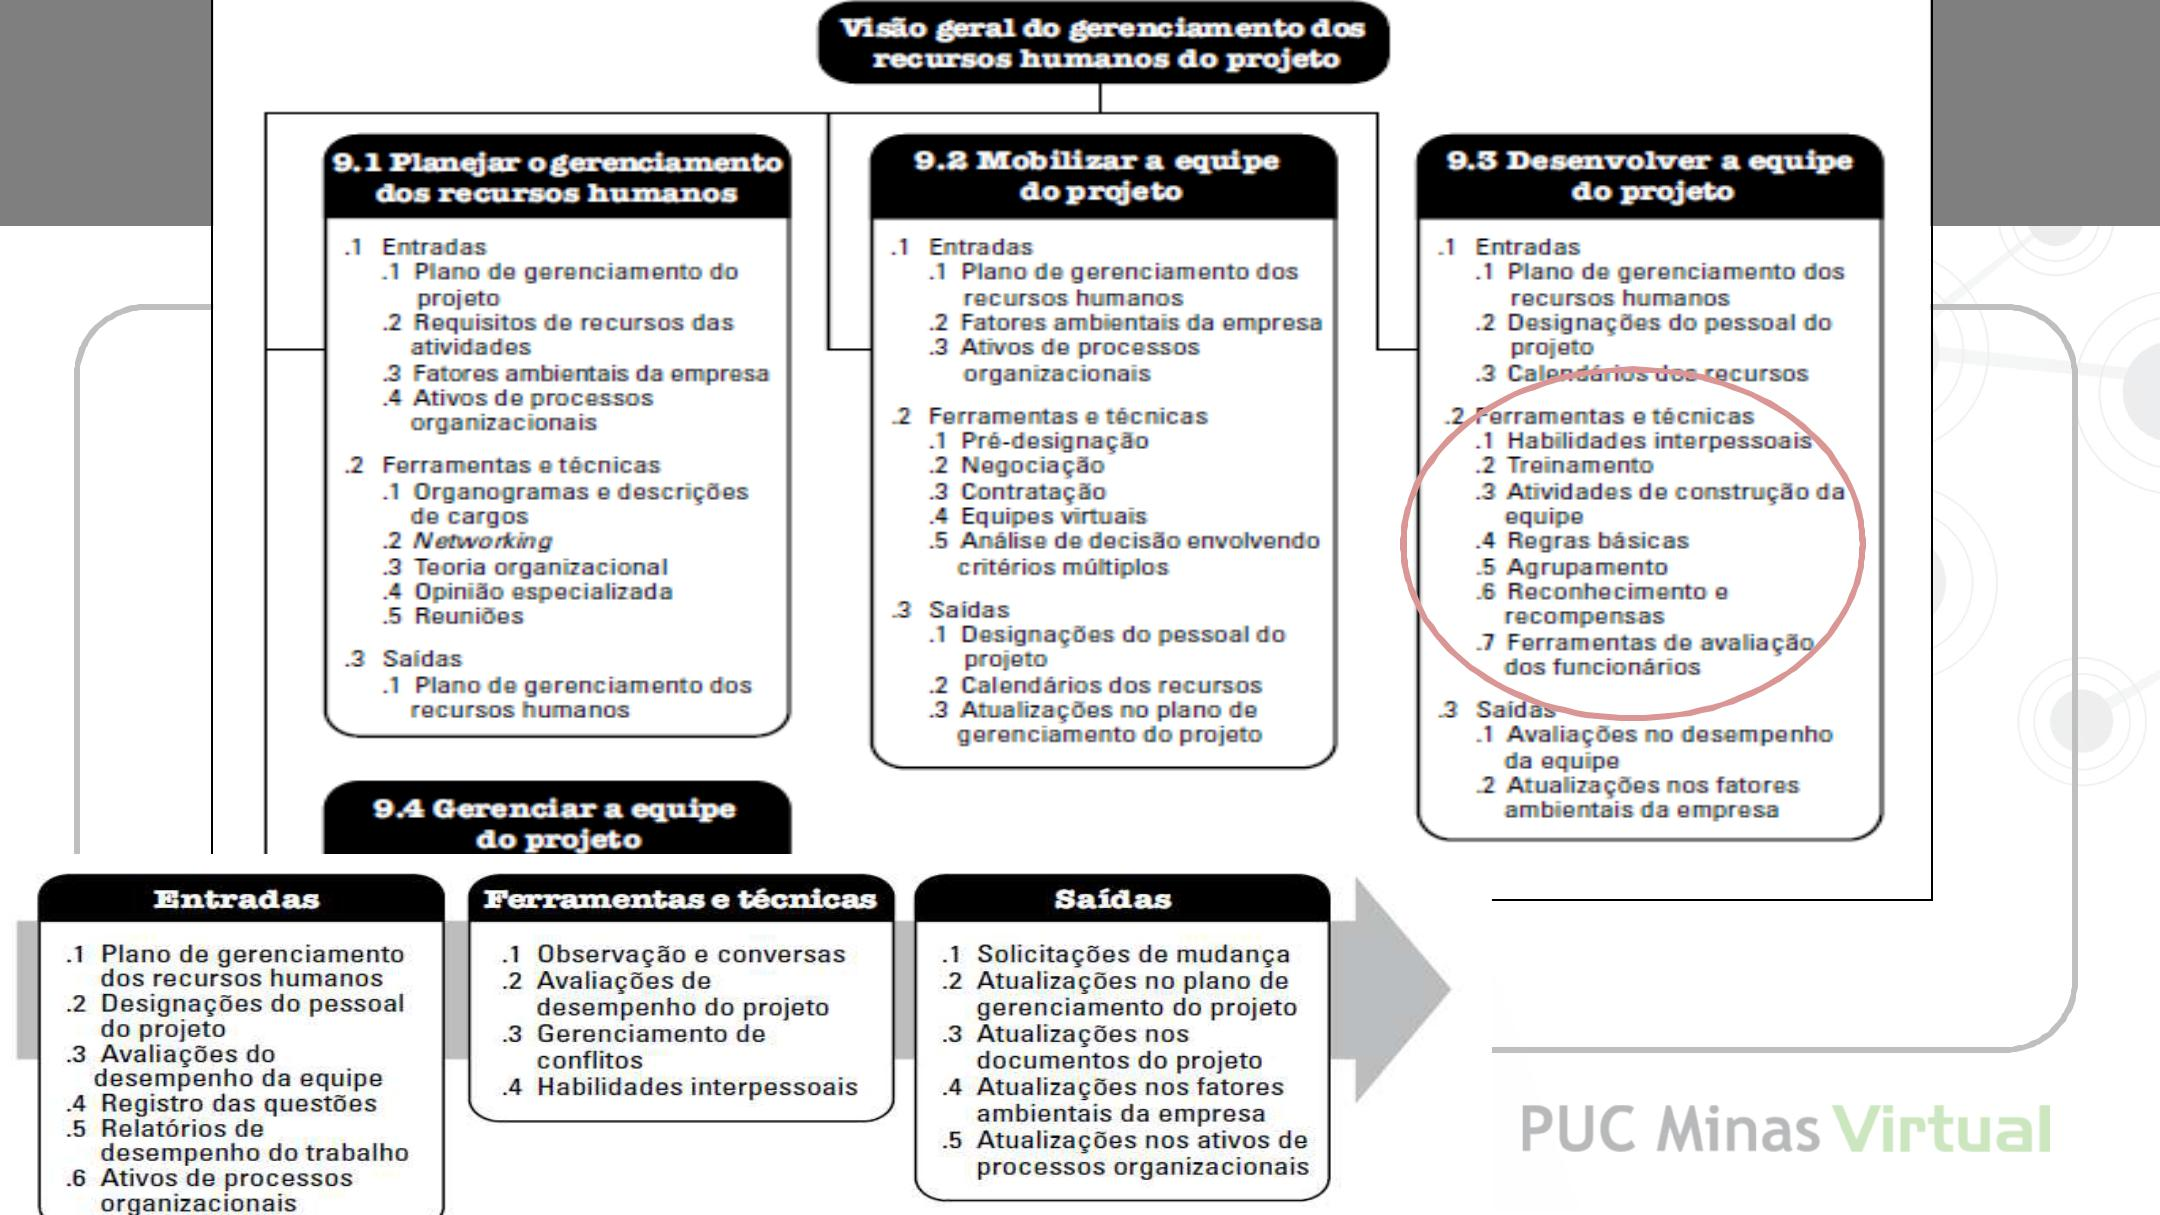 Visão geral do gerenciamento dos
recursos humanos do projeto
9.1 Planejar o gerenciamento
dos recursos humanos
.1 Entradas
.1 Plano de gerenciamento do
projeto
.2 Requisitos de recursos das
atividades
.3 Fatores ambientais da empresa
.4 Ativos de processos
organizacionais
.2 Ferramentas e técnicas
.1 Organogramas e descrições
de cargos
.2 Networking
.3 Teoria organizacional
.4 Opinião especializada
.5 Reuniões
.3 Saídas
.1 Plano de gerenciamento dos
recursos humanos
9.2 Mobilizar a equipe
do projeto
.1 Entradas
.1 Plano de gerenciamento dos
recursos humanos
.2 Fatores ambientais da empresa
.3 Ativos de processos
organizacionais
.2 Ferramentas e técnicas
.1 Pré-designação
.2 Negociação
.3 Contratação
.4 Equipes virtuais
.5 Análise de decisão envolvendo
critérios múltiplos
.3 Saídas
.1 Designações do pessoal do
projeto
.2 Calendários dos recursos
.3 Atualizações no plano de
gerenciamento do projeto
9.3 Desenvolver a equipe
do projeto
.1 Entradas
.1 Plano de gerenciamento dos
recursos humanos
.2 Designações do pessoal do
projeto
.3 Calendários dos recursos
.2 Ferramentas e técnicas
.1 Habilidades interpessoais
.2 Treinamento
.3 Atividades de construção da
equipe
.4 Regras básicas
.5 Agrupamento
.6 Reconhecimento e
recompensas
.7 Ferramentas de avaliação
dos funcionários
.3 Saídas
.1 Avaliações no desempenho
da equipe
.2 Atualizações nos fatores
ambientais da empresa
9.4 Gerenciar a equipe
do projeto
Entradas
.1 Plano de gerenciamento
dos recursos humanos
.2 Designações do pessoal
do projeto
.3 Avaliações do
desempenho da equipe
.4 Registro das questões
.5 Relatórios de
desempenho do trabalho
.6 Ativos de processos
organizacionais
Ferramentas e técnicas
.1 Observação e conversas
.2 Avaliações de
desempenho do projeto
.3 Gerenciamento de
conflitos
.4 Habilidades interpessoais
Saídas
.1 Solicitações de mudança
.2 Atualizações no plano de
gerenciamento do projeto
.3 Atualizações nos
documentos do projeto
.4 Atualizações nos fatores
ambientais da empresa
.5 Atualizações nos ativos de
processos organizacionais
PUC Minas Virtual